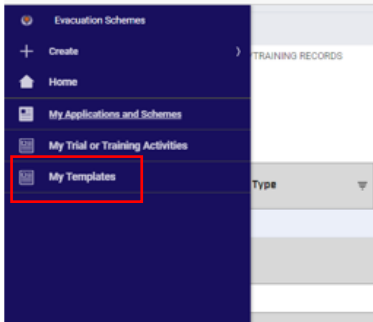 Evacuation Schemes
Create
/TRAINING RECORDS
Home
My Applications and Schemes
My Trial or Training Activities
My Templates
Type